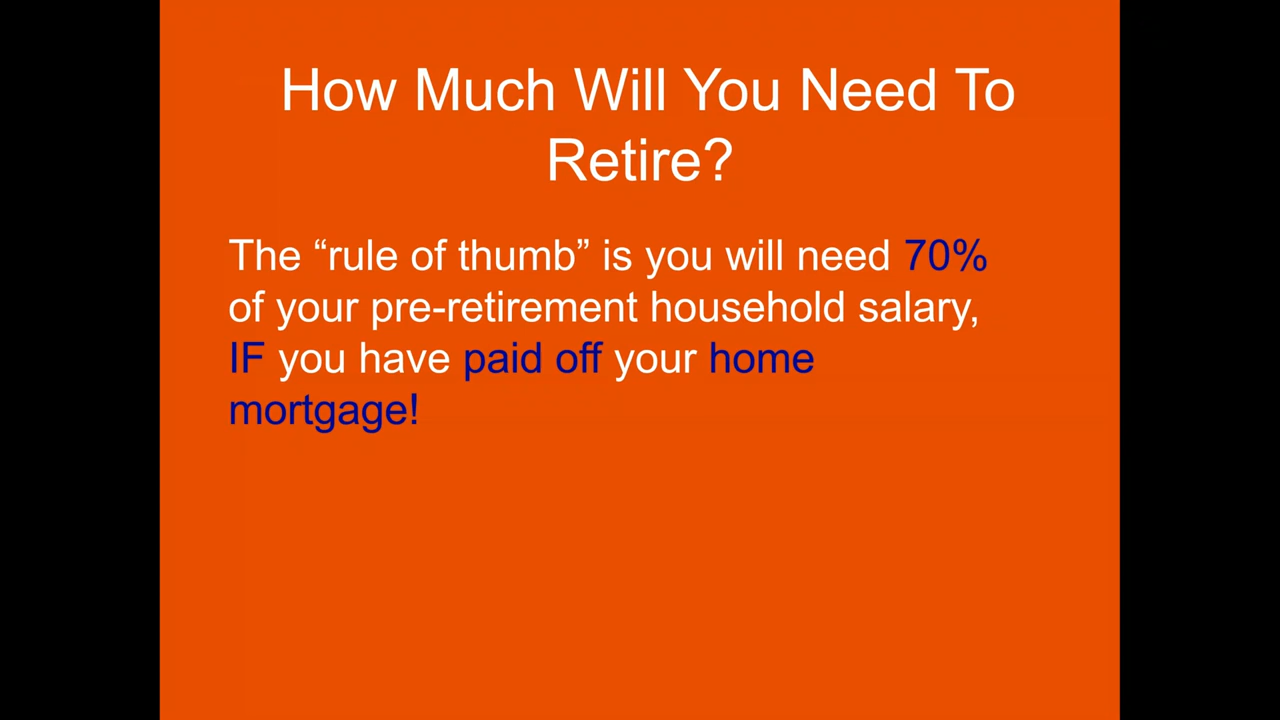 How Much Will You Need To
Retire?
The “rule of thumb” is you will need 70%
of your pre-retirement household salary,
IF you have paid off your home
mortgage!